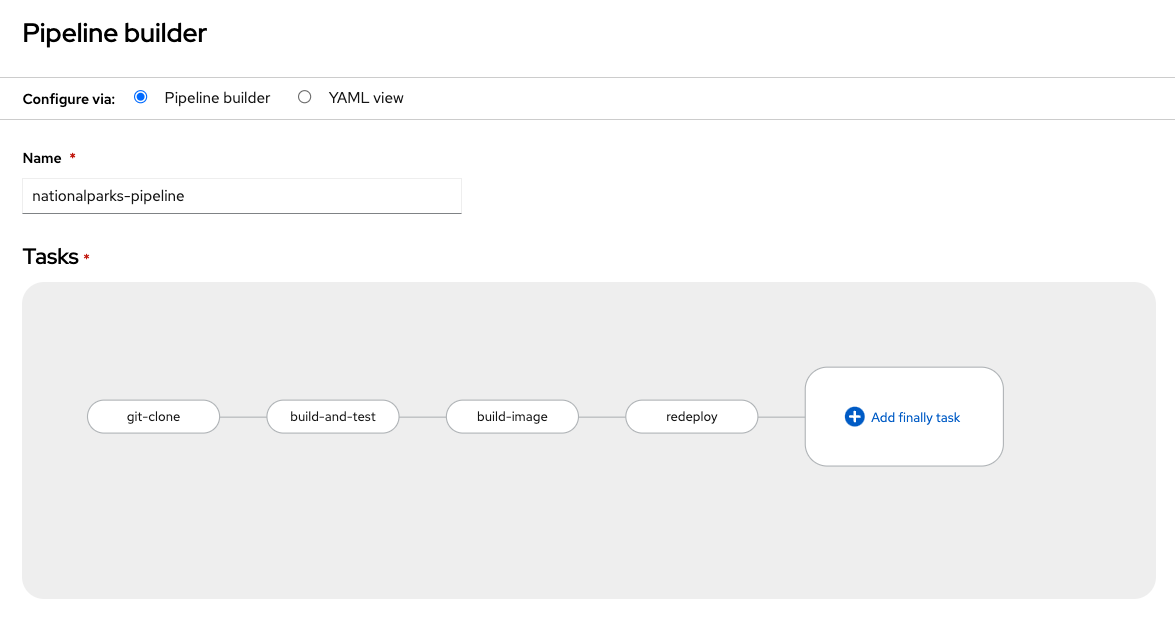 Pipeline builder
Configure via: Pipeline builder YAML view
Name *
nationalparks-pipeline
Tasks *
git-clone build-and-test build-image redeploy Add finally task